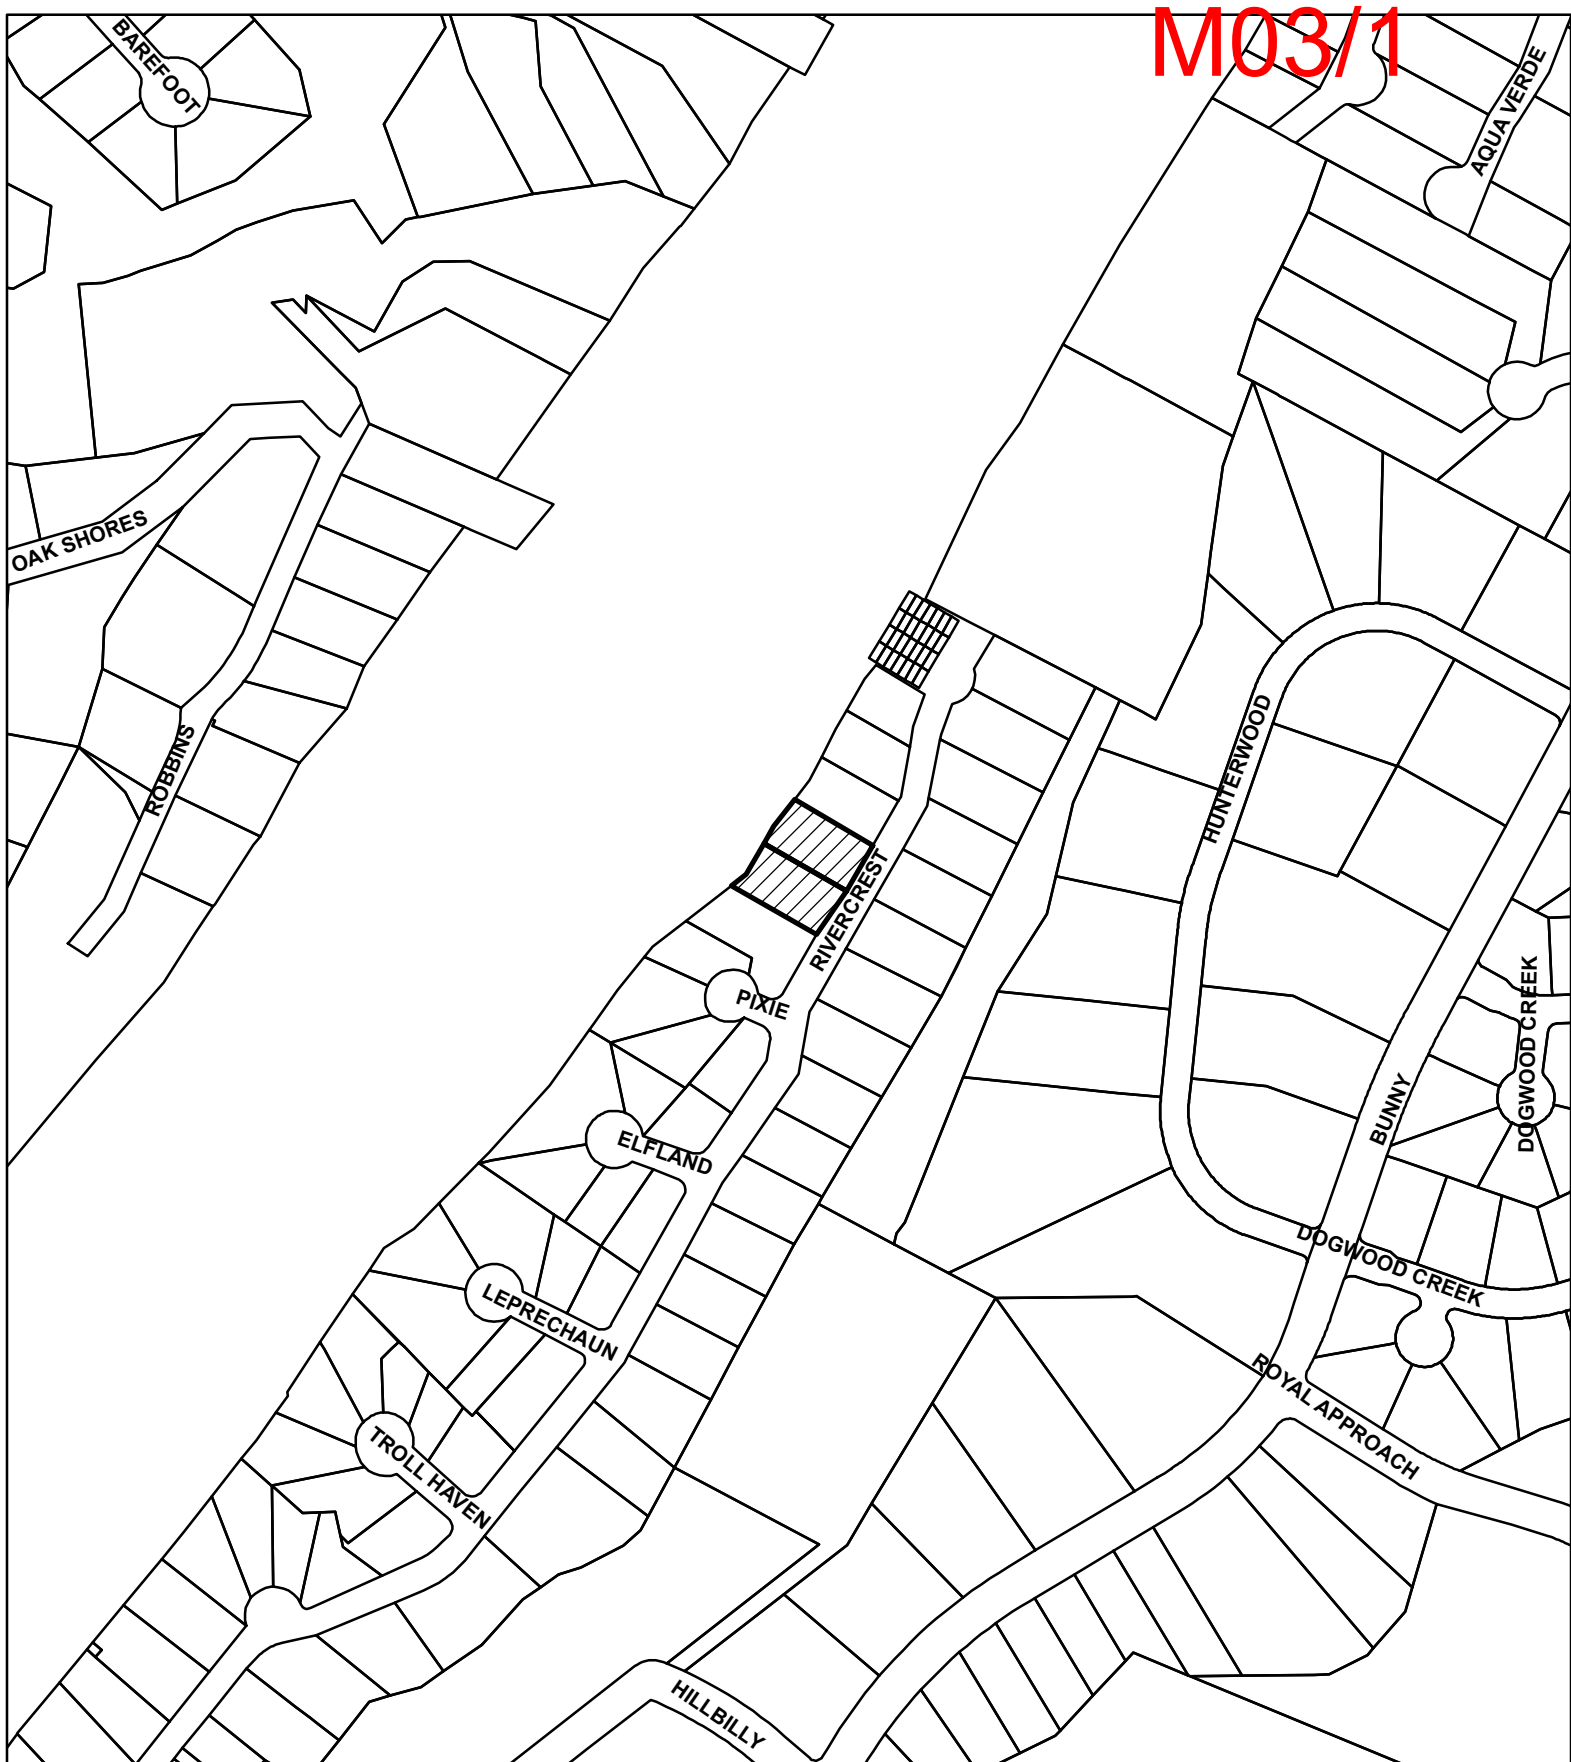 M03/1
BAREFOOT
AQUA VERDE
OAK SHORES
ROBBINS
HUNTERWOOD
RIVERCREST
PIXIE
DOGWOOD CREEK
BUNNY
ELFLAND
DOGWOOD CREEK
LEPRECHAUN
ROYAL APPROACH
TROLL HAVEN
HILLBILLY